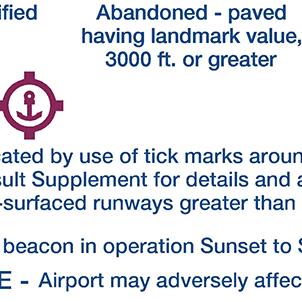 ified
Abandoned - paved
having landmark value,
3000 ft. or greater
cated by use of tick marks aroun
sult Supplement for details and a
-surfaced runways greater than
beacon in operation Sunset to S
E - Airport may adversely affec